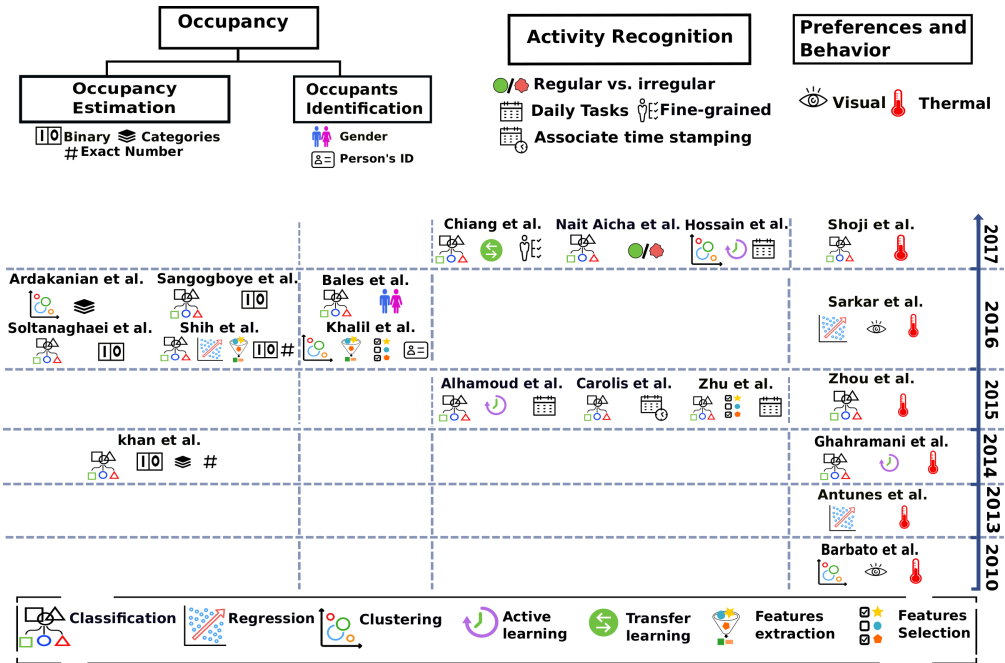 Occupancy
Occupancy
Estimation
Occupants
Identification
Binary
Categories
#Exact Number
Gender
Person's ID
Activity Recognition
Regular vs. irregular
Daily Tasks
Fine-grained
Associate time stamping
Preferences and
Behavior
Visual
Thermal
Chiang et al.
Nait Aicha et al.
Hossain et al.
Shoji et al.
2017
Ardakanian et al.
Sangogboye et al.
Bales et al.
Sarkar et al.
2016
Soltanaghaei et al.
Shih et al.
#
Khalil et al.
Alhamoud et al.
Carolis et al.
Zhu et al.
Zhou et al.
2015
khan et al.
#
Ghahramani et al.
2014
Antunes et al.
2013
Barbato et al.
2010
Classification
Regression
Clustering
Active
learning
Transfer
learning
Features
extraction
Features
Selection